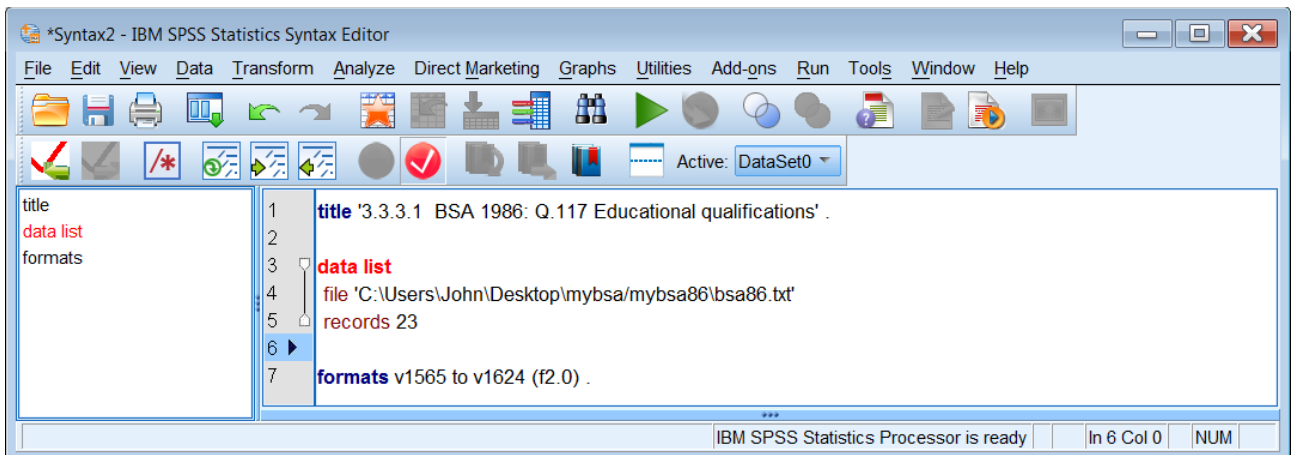 *Syntax2 - IBM SPSS Statistics Syntax Editor
File Edit View Data Transform Analyze Direct Marketing Graphs Utilities Add-ons Run Tools Window Help
/*
Active: DataSet0
title
data list
formats
1 title '3.3.3.1  BSA 1986: Q.117 Educational qualifications' .
2
3 data list
4 file 'C:\Users\John\Desktop\mybsa/mybsa86\bsa86.txt'
5 records 23
6
7 formats v1565 to v1624 (f2.0) .
IBM SPSS Statistics Processor is ready In 6 Col 0 NUM